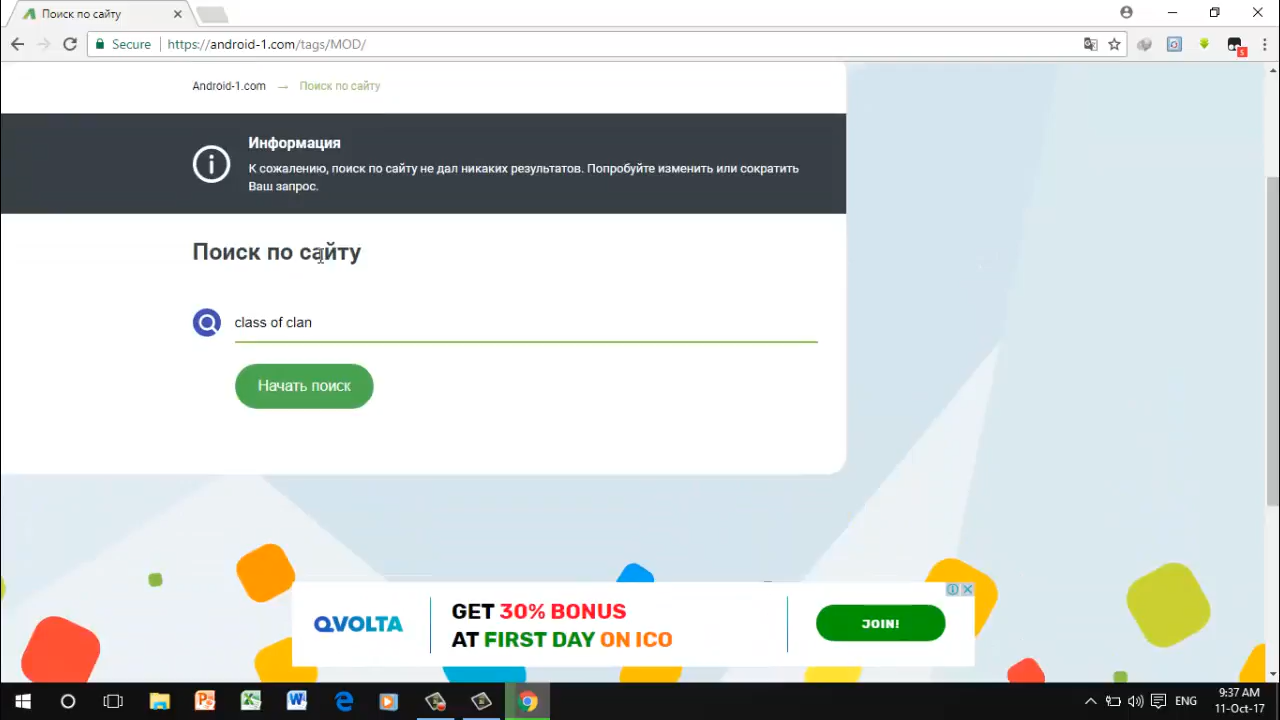 Поиск по сайту
Secure
https://android-1.com/tags/MOD/
5
Android-1.com → Поиск по сайту
Информация
К сожалению, поиск по сайту не дал никаких результатов. Попробуйте изменить или сократить
Ваш запрос.
Поиск по сайту
class of clan
Начать поиск
QVOLTA
GET 30% BONUS
AT FIRST DAY ON ICO
JOIN!
ENG
9:37 AM
11-Oct-17